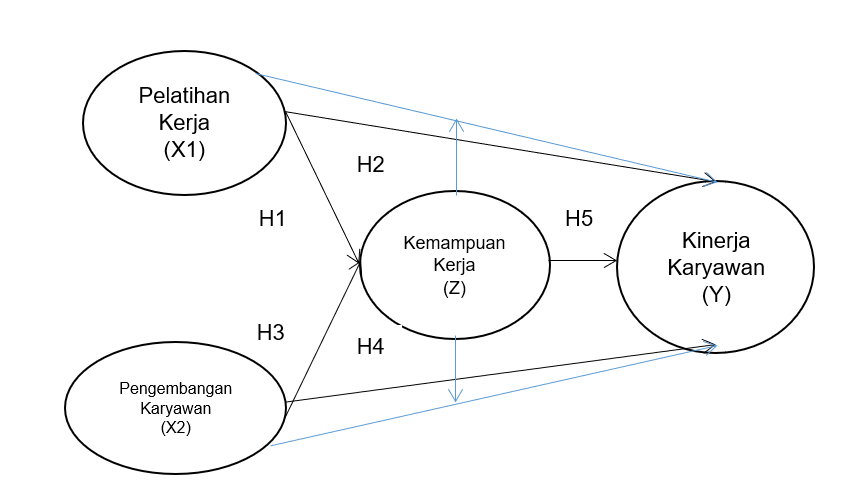 Pelatihan
Kerja
(X1)
H2
H1
Kemampuan
Kerja
(Z)
H5
Kinerja
Karyawan
(Y)
H3
H4
Pengembangan
Karyawan
(X2)